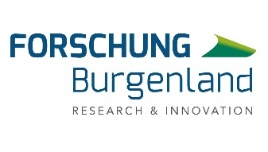 FORSCHUNG
Burgenland
RESEARCH & INNOVATION